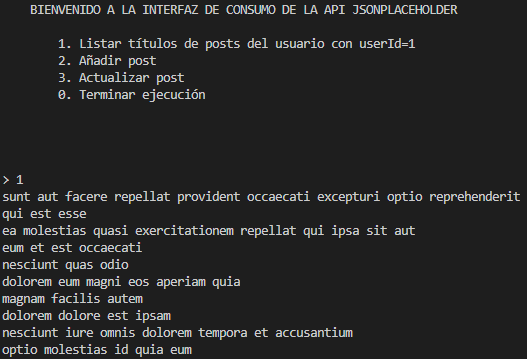 BIENVENIDO A LA INTERFAZ DE CONSUMO DE LA API JSONPLACEHOLDER
1. Listar títulos de posts del usuario con userId=1
2. Añadir post
3. Actualizar post
0. Terminar ejecución
> 1
sunt aut facere repellat provident occaecati excepturi optio reprehenderit
qui est esse
ea molestias quasi exercitationem repellat qui ipsa sit aut
eum et est occaecati
nesciunt quas odio
dolorem eum magni eos aperiam quia
magnam facilis autem
dolorem dolore est ipsam
nesciunt iure omnis dolorem tempora et accusantium
optio molestias id quia eum